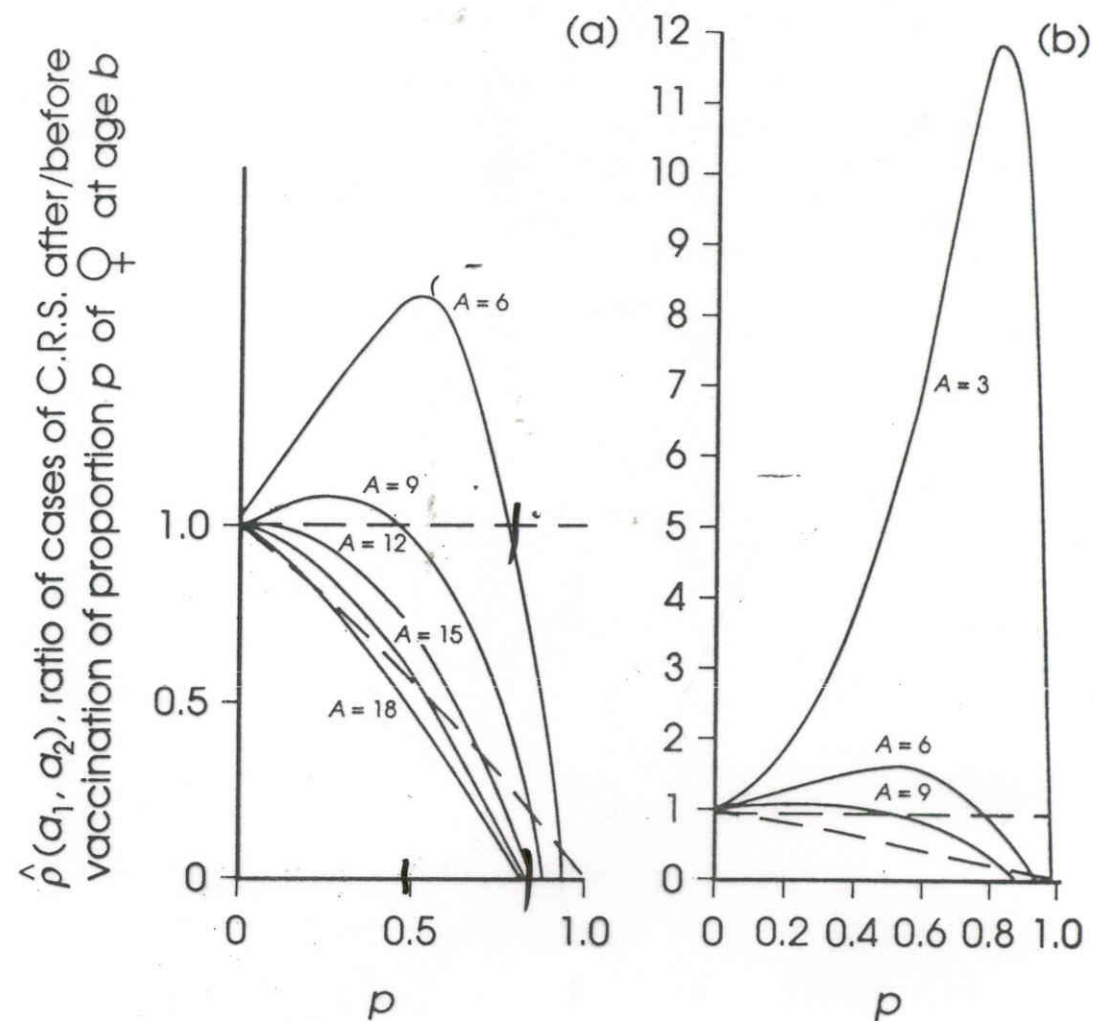 ρ̂ (a₁, a₂), ratio of cases of C.R.S. after/before
vaccination of proportion p of ♀ at age b
(a)
A = 6
A = 9
1.0
A = 12
A = 15
0.5
A = 18
0
0 0.5 1.0
p
(b)
12
11
10
9
8
7
A = 3
6
5
4
3
2
A = 6
A = 9
1
0
0 0.2 0.4 0.6 0.8 1.0
p